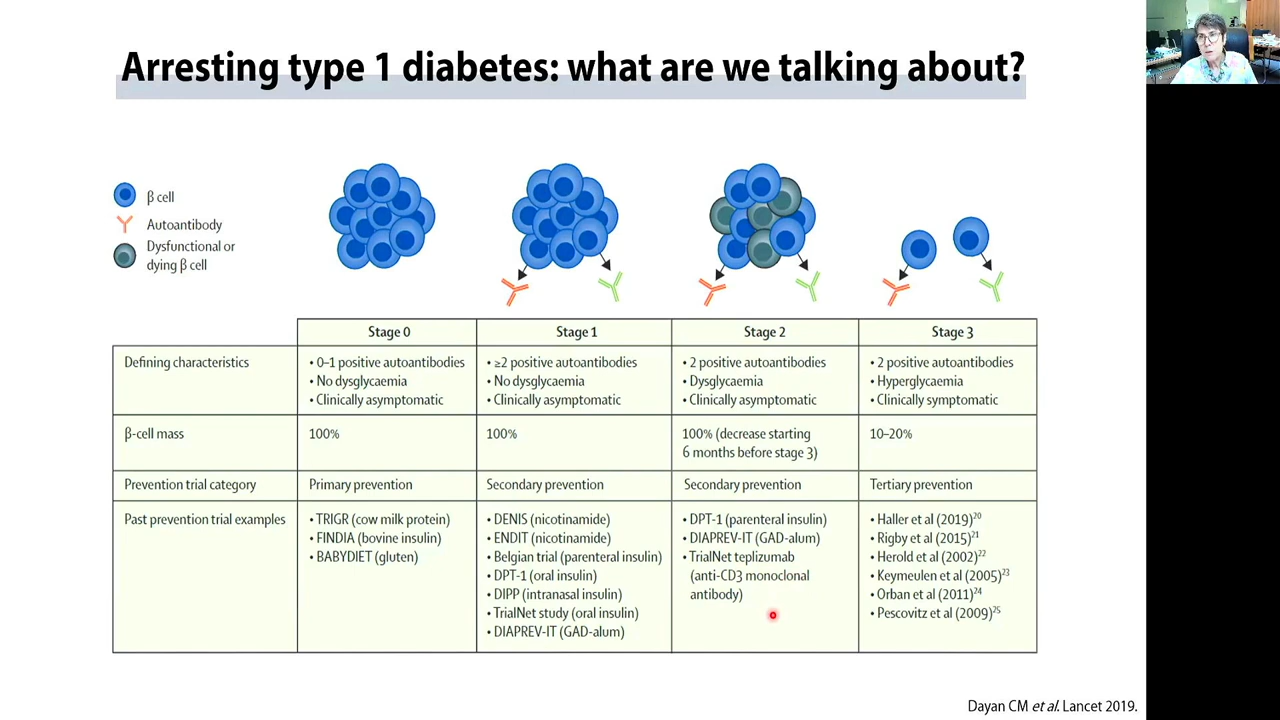 Arresting type 1 diabetes: what are we talking about?
β cell
Autoantibody
Dysfunctional or
dying β cell
Stage 0
Stage 1
Stage 2
Stage 3
Defining characteristics
• 0–1 positive autoantibodies
• No dysglycaemia
• Clinically asymptomatic
• ≥2 positive autoantibodies
• No dysglycaemia
• Clinically asymptomatic
• 2 positive autoantibodies
• Dysglycaemia
• Clinically asymptomatic
• 2 positive autoantibodies
• Hyperglycaemia
• Clinically symptomatic
β-cell mass
100%
100%
100% (decrease starting
6 months before stage 3)
10–20%
Prevention trial category
Primary prevention
Secondary prevention
Secondary prevention
Tertiary prevention
Past prevention trial examples
• TRIGR (cow milk protein)
• FINDIA (bovine insulin)
• BABYDIET (gluten)
• DENIS (nicotinamide)
• ENDIT (nicotinamide)
• Belgian trial (parenteral insulin)
• DPT-1 (oral insulin)
• DIPP (intranasal insulin)
• TrialNet study (oral insulin)
• DIAPREV-IT (GAD-alum)
• DPT-1 (parenteral insulin)
• DIAPREV-IT (GAD-alum)
• TrialNet teplizumab
(anti-CD3 monoclonal
antibody)
• Haller et al (2019)²⁰
• Rigby et al (2015)²¹
• Herold et al (2002)²²
• Keymeulen et al (2005)²³
• Orban et al (2011)²⁴
• Pescovitz et al (2009)²⁵
Dayan CM et al. Lancet 2019.